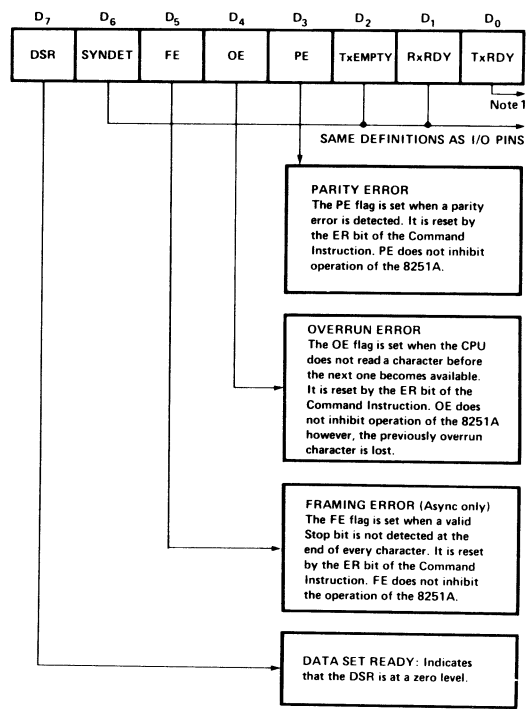 D7 D6 D5 D4 D3 D2 D1 D0
DSR SYNDET FE OE PE TxEMPTY RxRDY TxRDY
Note 1
SAME DEFINITIONS AS I/O PINS
PARITY ERROR
The PE flag is set when a parity
error is detected. It is reset by
the ER bit of the Command
Instruction. PE does not inhibit
operation of the 8251A.
OVERRUN ERROR
The OE flag is set when the CPU
does not read a character before
the next one becomes available.
It is reset by the ER bit of the
Command Instruction. OE does
not inhibit operation of the 8251A
however, the previously overrun
character is lost.
FRAMING ERROR (Async only)
The FE flag is set when a valid
Stop bit is not detected at the
end of every character. It is reset
by the ER bit of the Command
Instruction. FE does not inhibit
the operation of the 8251A.
DATA SET READY: Indicates
that the DSR is at a zero level.